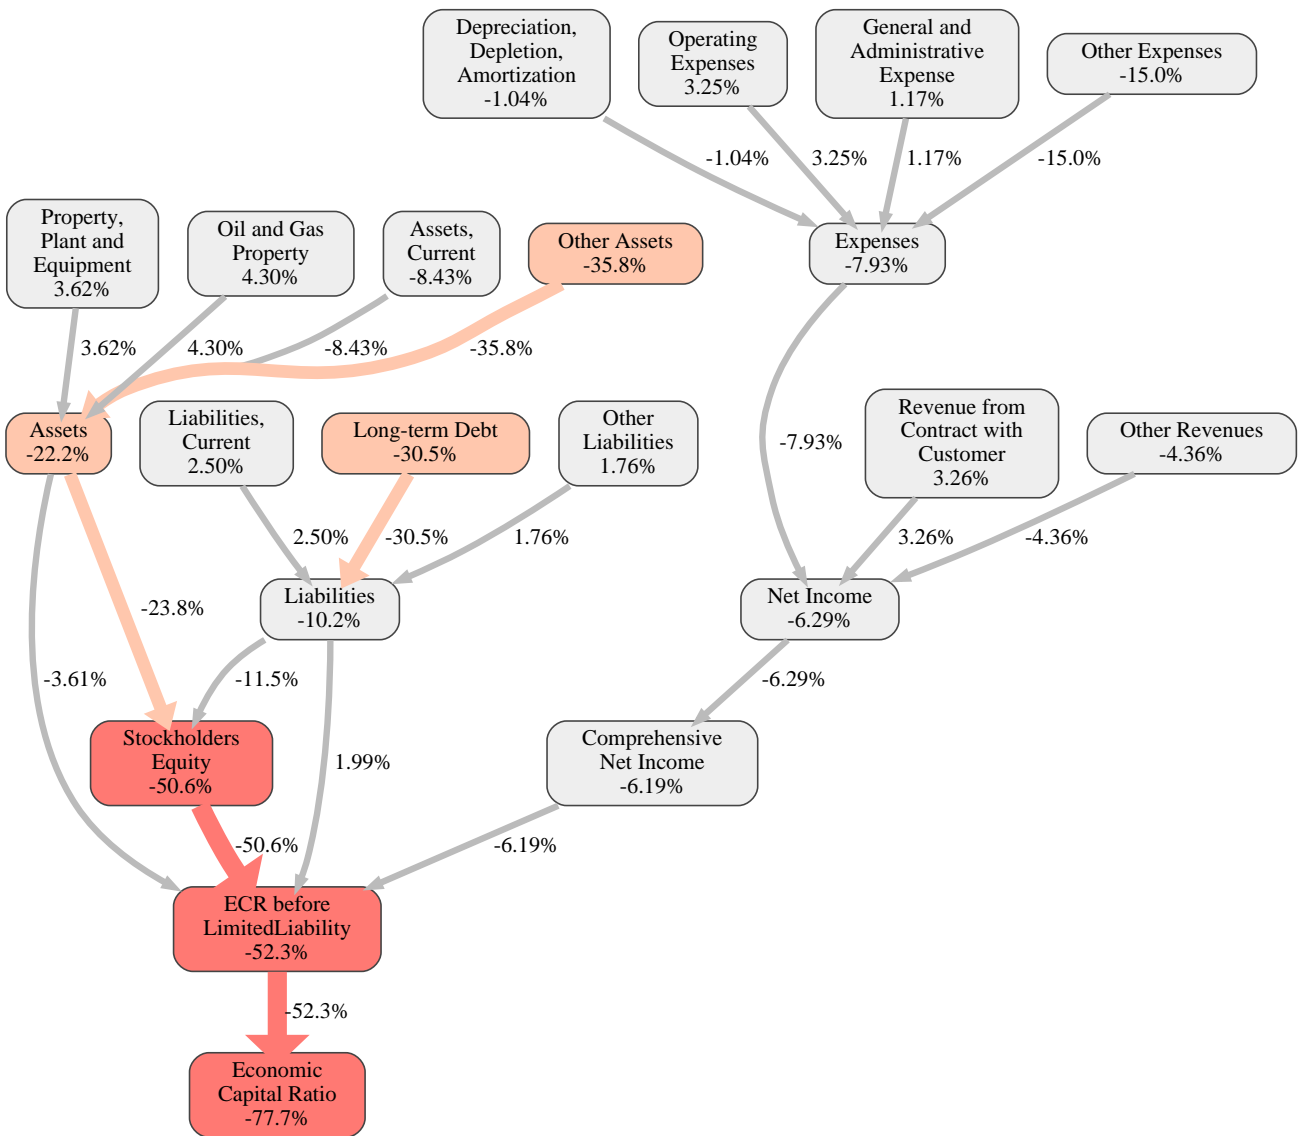 Depreciation,
Depletion,
Amortization
-1.04%
Operating
Expenses
3.25%
General and
Administrative
Expense
1.17%
Other Expenses
-15.0%
-1.04%
3.25%
1.17%
-15.0%
Property,
Plant and
Equipment
3.62%
Oil and Gas
Property
4.30%
Assets,
Current
-8.43%
Other Assets
-35.8%
Expenses
-7.93%
3.62%
4.30%
-8.43%
-35.8%
Assets
-22.2%
Liabilities,
Current
2.50%
Long-term Debt
-30.5%
Other
Liabilities
1.76%
-7.93%
Revenue from
Contract with
Customer
3.26%
Other Revenues
-4.36%
2.50%
-30.5%
1.76%
3.26%
-4.36%
Liabilities
-10.2%
Net Income
-6.29%
-23.8%
-3.61%
-11.5%
-6.29%
Stockholders
Equity
-50.6%
1.99%
Comprehensive
Net Income
-6.19%
-50.6%
-6.19%
ECR before
LimitedLiability
-52.3%
-52.3%
Economic
Capital Ratio
-77.7%